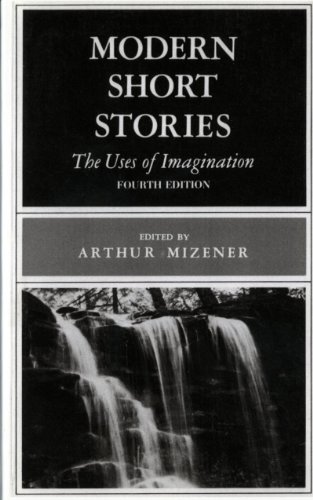 MODERN
SHORT
STORIES
The Uses of Imagination
FOURTH EDITION
EDITED BY
ARTHUR MIZENER